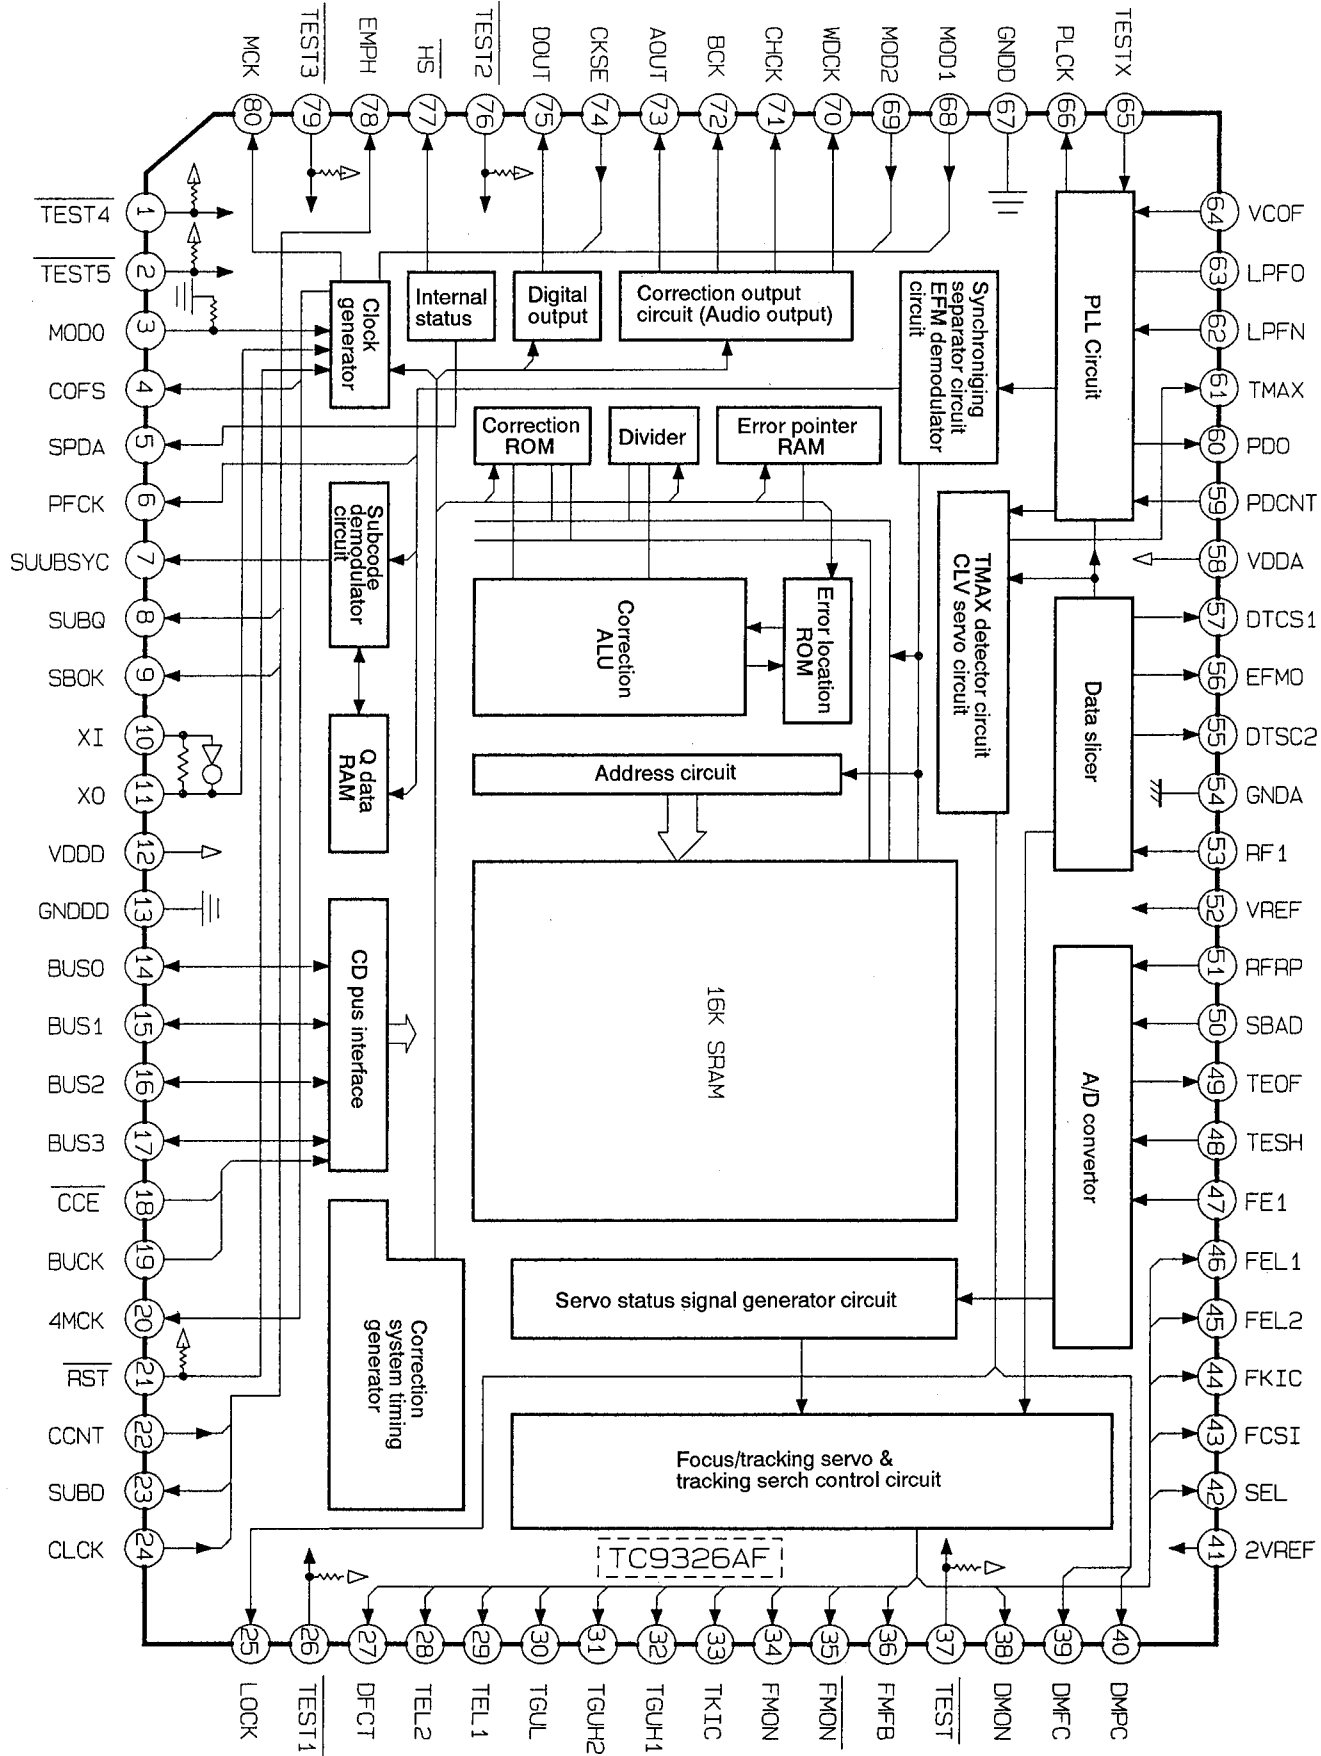 MCK
TEST3
EMPH
HS
TEST2
DOUT
CKSE
AOUT
BCK
CHCK
WDCK
MOD2
MOD1
GNDD
PLCK
TESTX
80
79
78
77
76
75
74
73
72
71
70
69
68
67
66
65
TEST4
1
TEST5
2
MOD0
3
COFS
4
SPDA
5
PFCK
6
SUUBSYC
7
SUBQ
8
SBOK
9
XI
10
XO
11
VDDD
12
GNDDD
13
BUS0
14
BUS1
15
BUS2
16
BUS3
17
CCE
18
BUCK
19
4MCK
20
RST
21
CCNT
22
SUBD
23
CLCK
24
Clock
generator
Internal
status
Digital
output
Correction output
circuit (Audio output)
Synchroniging
separator circuit
EFM demodulator
circuit
PLL Circuit
Correction
ROM
Divider
Error pointer
RAM
Subcode
demodulator
circuit
Correction
ALU
Error location
ROM
TMAX detector circuit
CLV servo circuit
Data slicer
Q data
RAM
Address circuit
CD pus interface
16K SRAM
A/D convertor
Correction
system timing
generator
Servo status signal generator circuit
Focus/tracking servo &
tracking serch control circuit
TC9326AF
64
VCOF
63
LPFO
62
LPFN
61
TMAX
60
PDO
59
PDCNT
58
VDDA
57
DTCS1
56
EFMO
55
DTSC2
54
GNDA
53
RF1
52
VREF
51
RFRP
50
SBAD
49
TEOF
48
TESH
47
FE1
46
FEL1
45
FEL2
44
FKIC
43
FCSI
42
SEL
41
2VREF
25
26
27
28
29
30
31
32
33
34
35
36
37
38
39
40
LOCK
TEST1
DFCT
TEL2
TEL1
TGUL
TGUH2
TGUH1
TKIC
FMON
FMON
FMFB
TEST
DMON
DMFC
DMPC